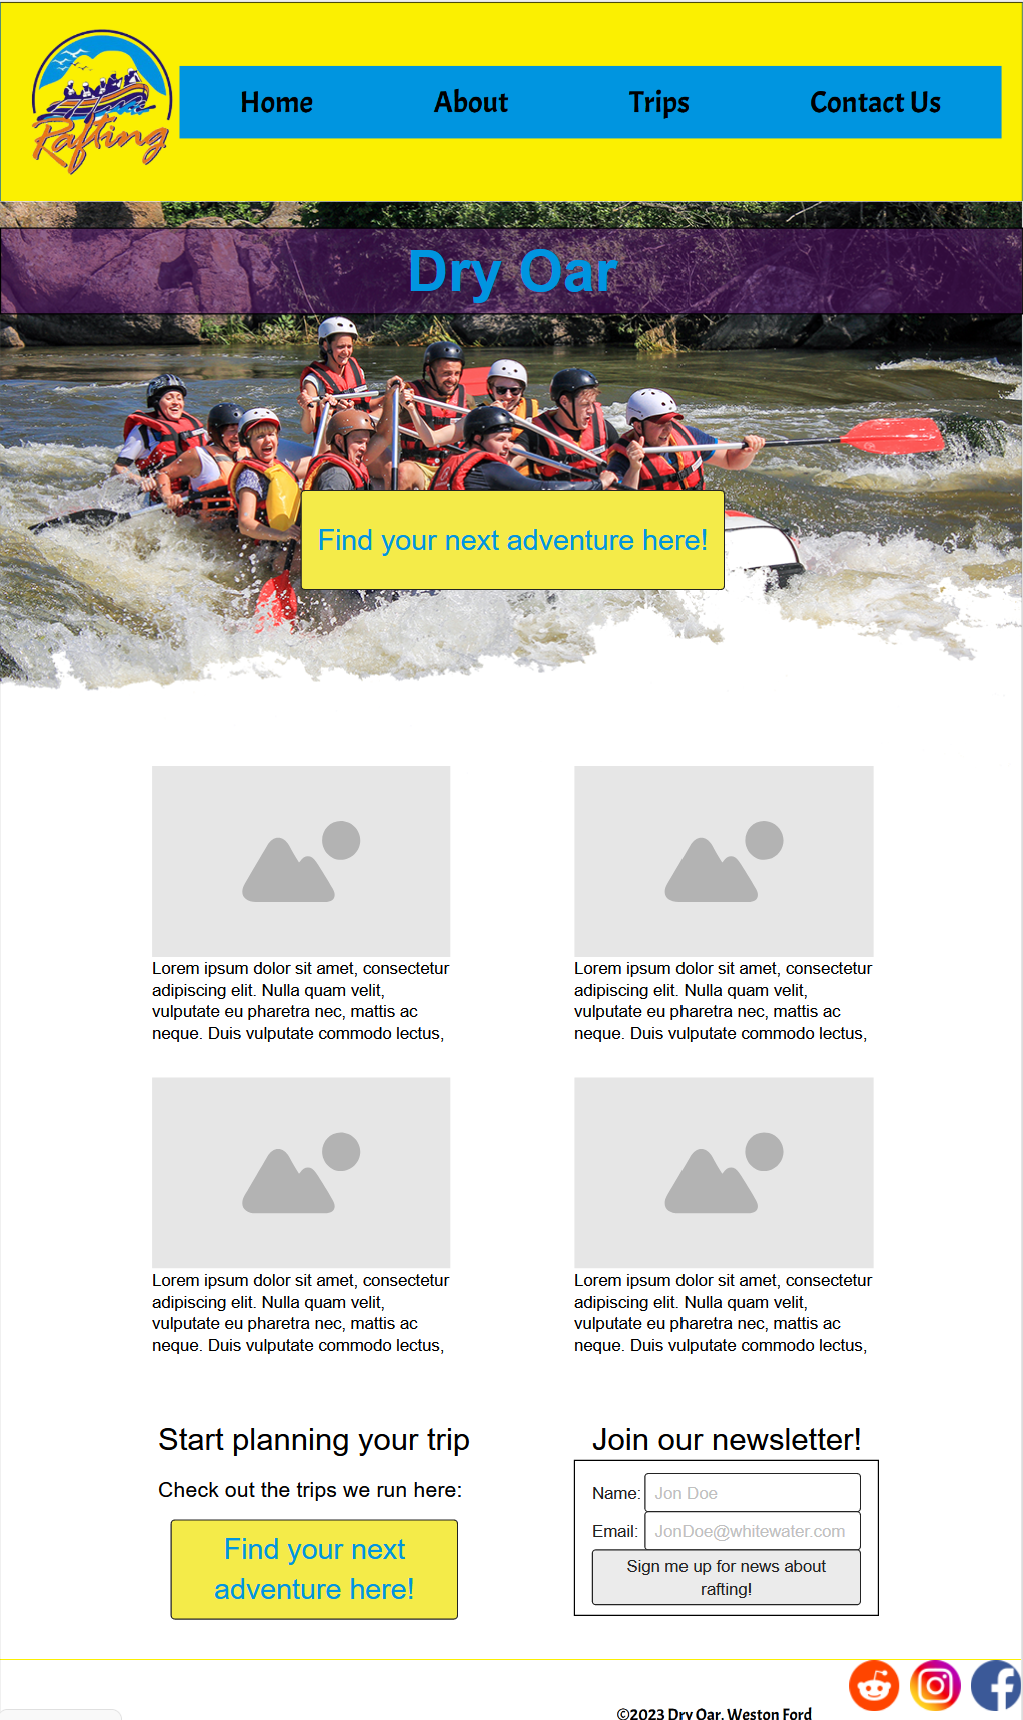 Rafting
Home
About
Trips
Contact Us
Dry Oar
Find your next adventure here!
Lorem ipsum dolor sit amet, consectetur
adipiscing elit. Nulla quam velit,
vulputate eu pharetra nec, mattis ac
neque. Duis vulputate commodo lectus,
Lorem ipsum dolor sit amet, consectetur
adipiscing elit. Nulla quam velit,
vulputate eu pharetra nec, mattis ac
neque. Duis vulputate commodo lectus,
Lorem ipsum dolor sit amet, consectetur
adipiscing elit. Nulla quam velit,
vulputate eu pharetra nec, mattis ac
neque. Duis vulputate commodo lectus,
Lorem ipsum dolor sit amet, consectetur
adipiscing elit. Nulla quam velit,
vulputate eu pharetra nec, mattis ac
neque. Duis vulputate commodo lectus,
Start planning your trip
Check out the trips we run here:
Find your next
adventure here!
Join our newsletter!
Name: Jon Doe
Email: JonDoe@whitewater.com
Sign me up for news about
rafting!
©2023 Dry Oar. Weston Ford